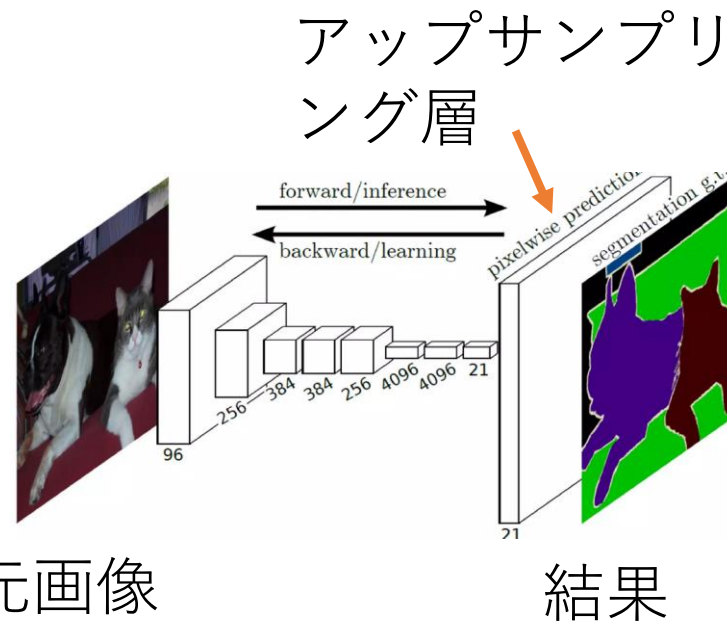 アップサンプリ
ング層
forward/inference
backward/learning
pixelwise prediction
segmentation g.t.
96
256
384
384
256
4096
4096
21
21
元画像
結果